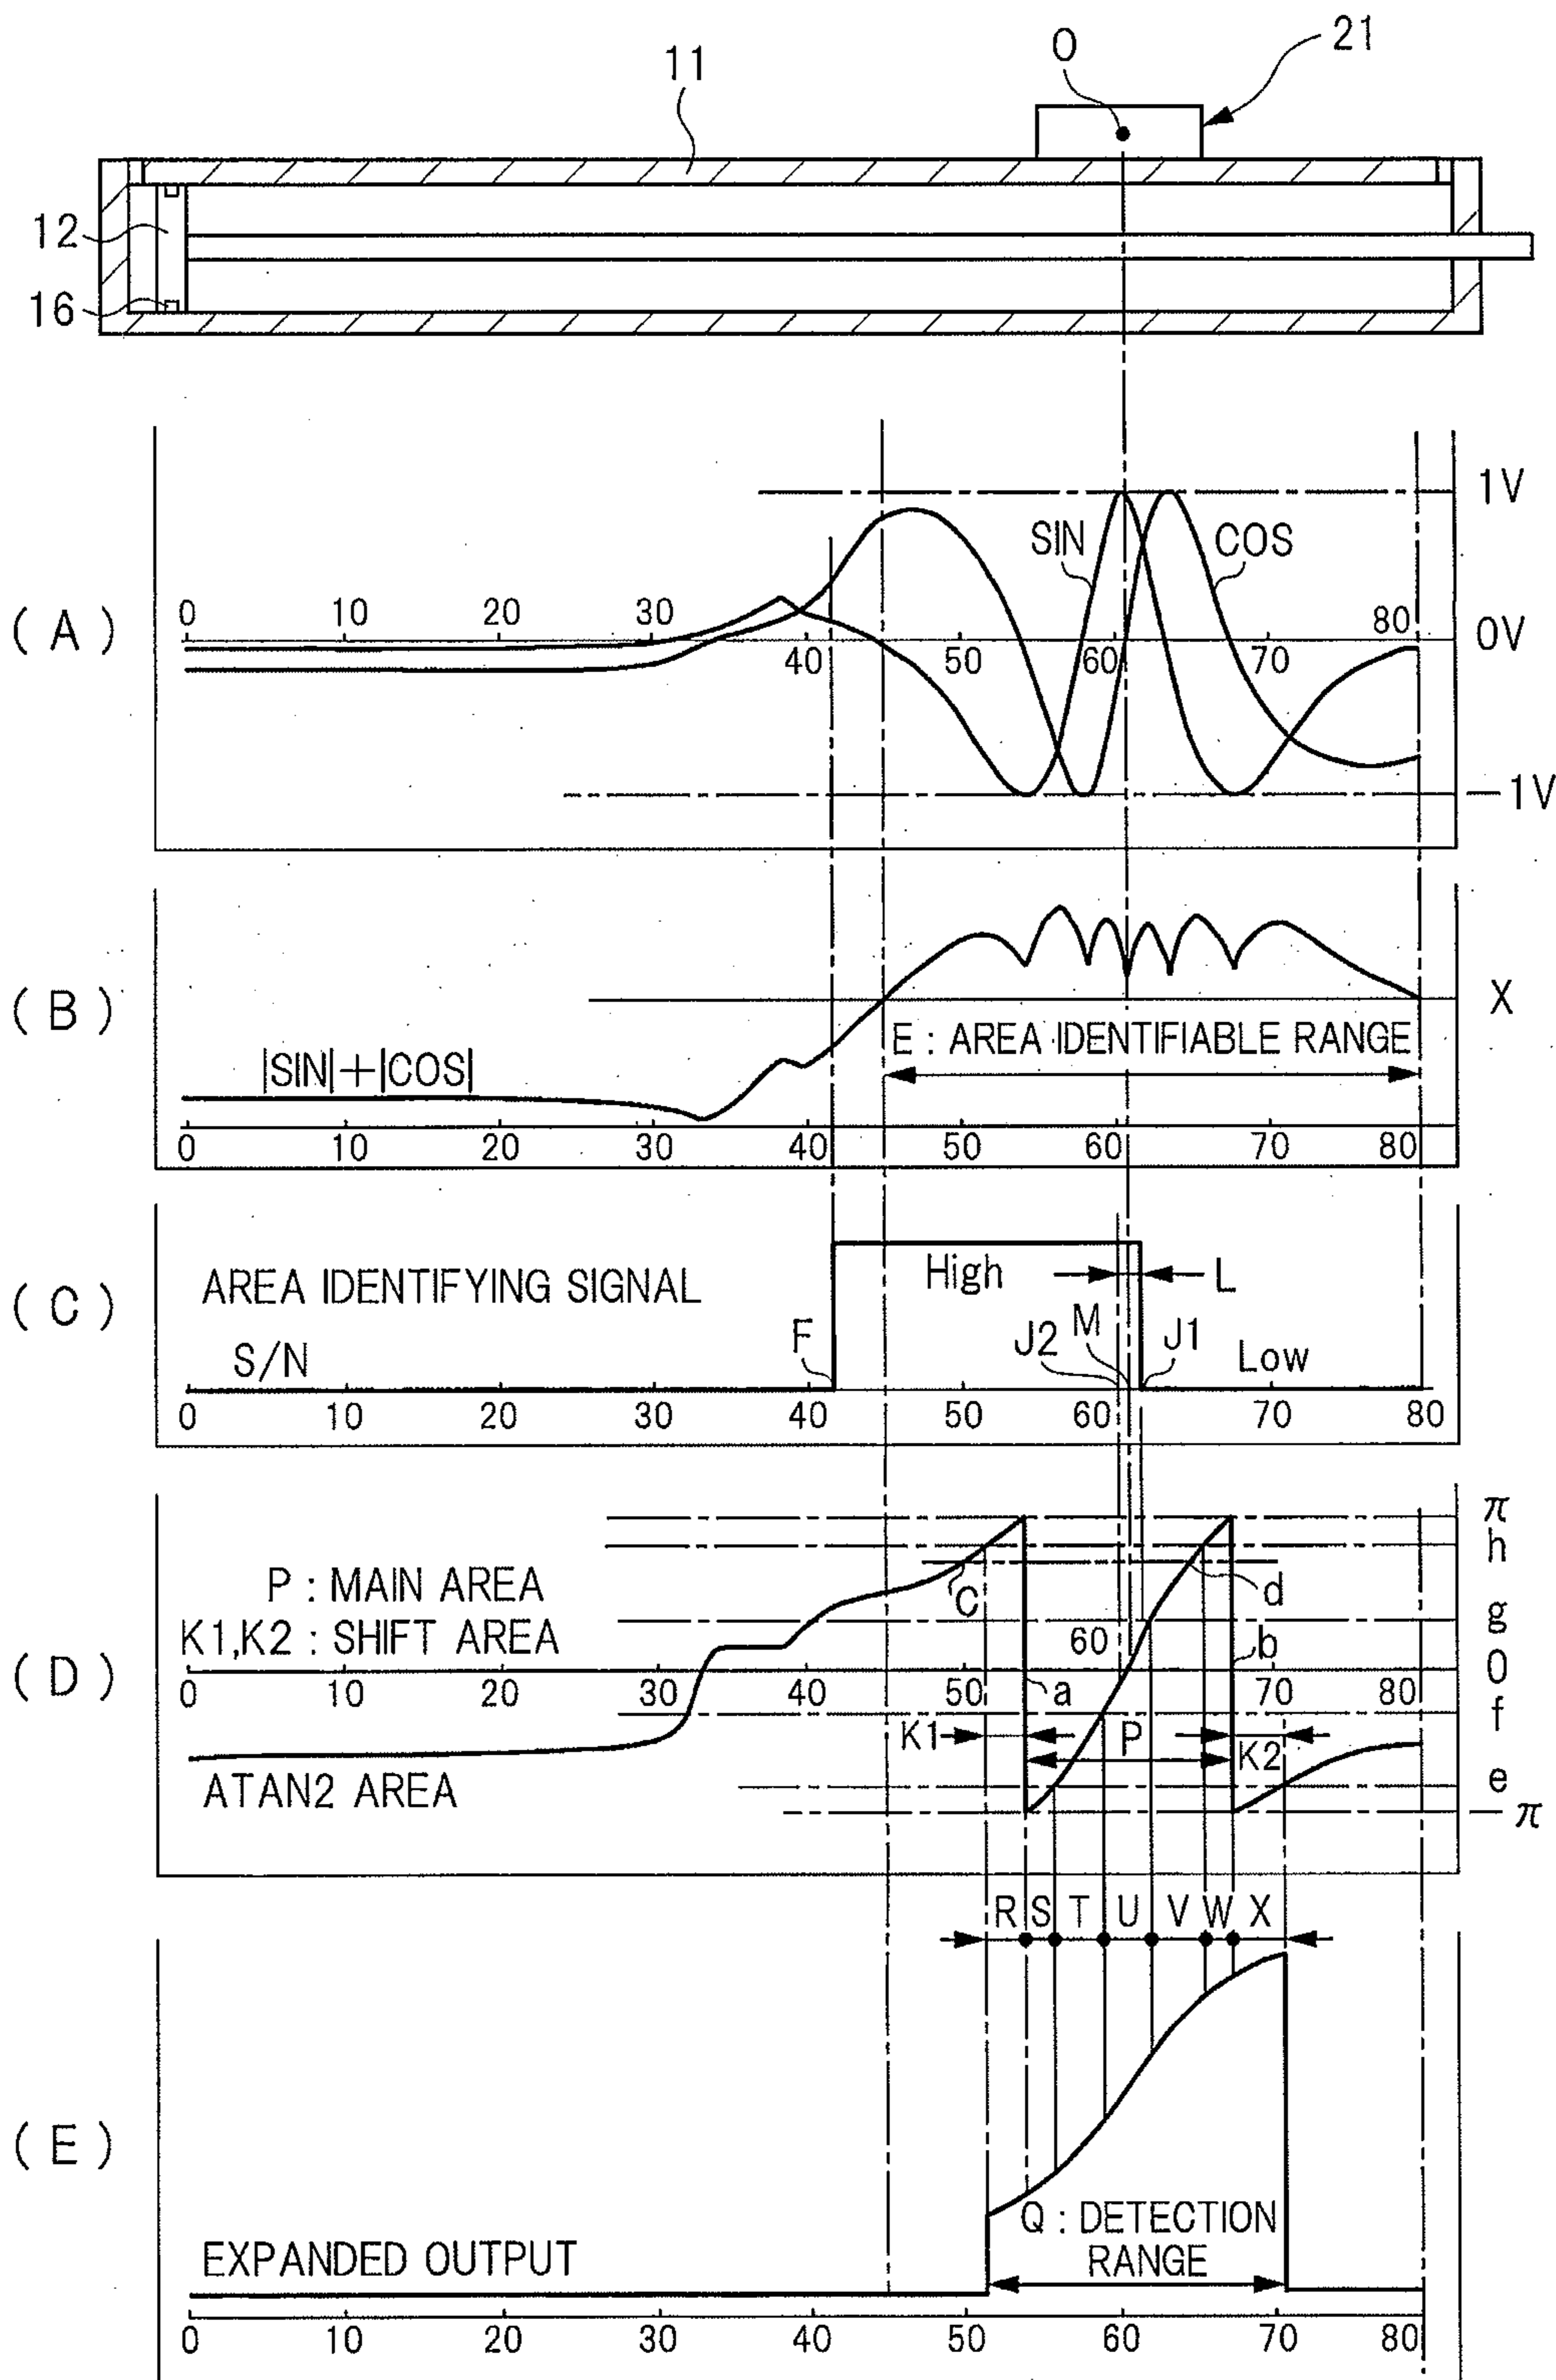 O
21
11
12
16
(A)
1V
SIN
COS
0 10 20 30 80
0V
40 50 60 70
—1V
(B)
X
E : AREA IDENTIFIABLE RANGE
|SIN|+|COS|
0 10 20 30 40 50 60 70 80
(C)
AREA IDENTIFYING SIGNAL
High
L
S/N
F
J2
M
J1
Low
0 10 20 30 40 50 60 70 80
(D)
π
h
P : MAIN AREA
C
d
g
K1,K2 : SHIFT AREA
60
b
0
0 10 20 30 40 50 a 70 80
f
K1
P
K2
ATAN2 AREA
e
—π
R S T U V W X
(E)
Q : DETECTION
RANGE
EXPANDED OUTPUT
0 10 20 30 40 50 60 70 80